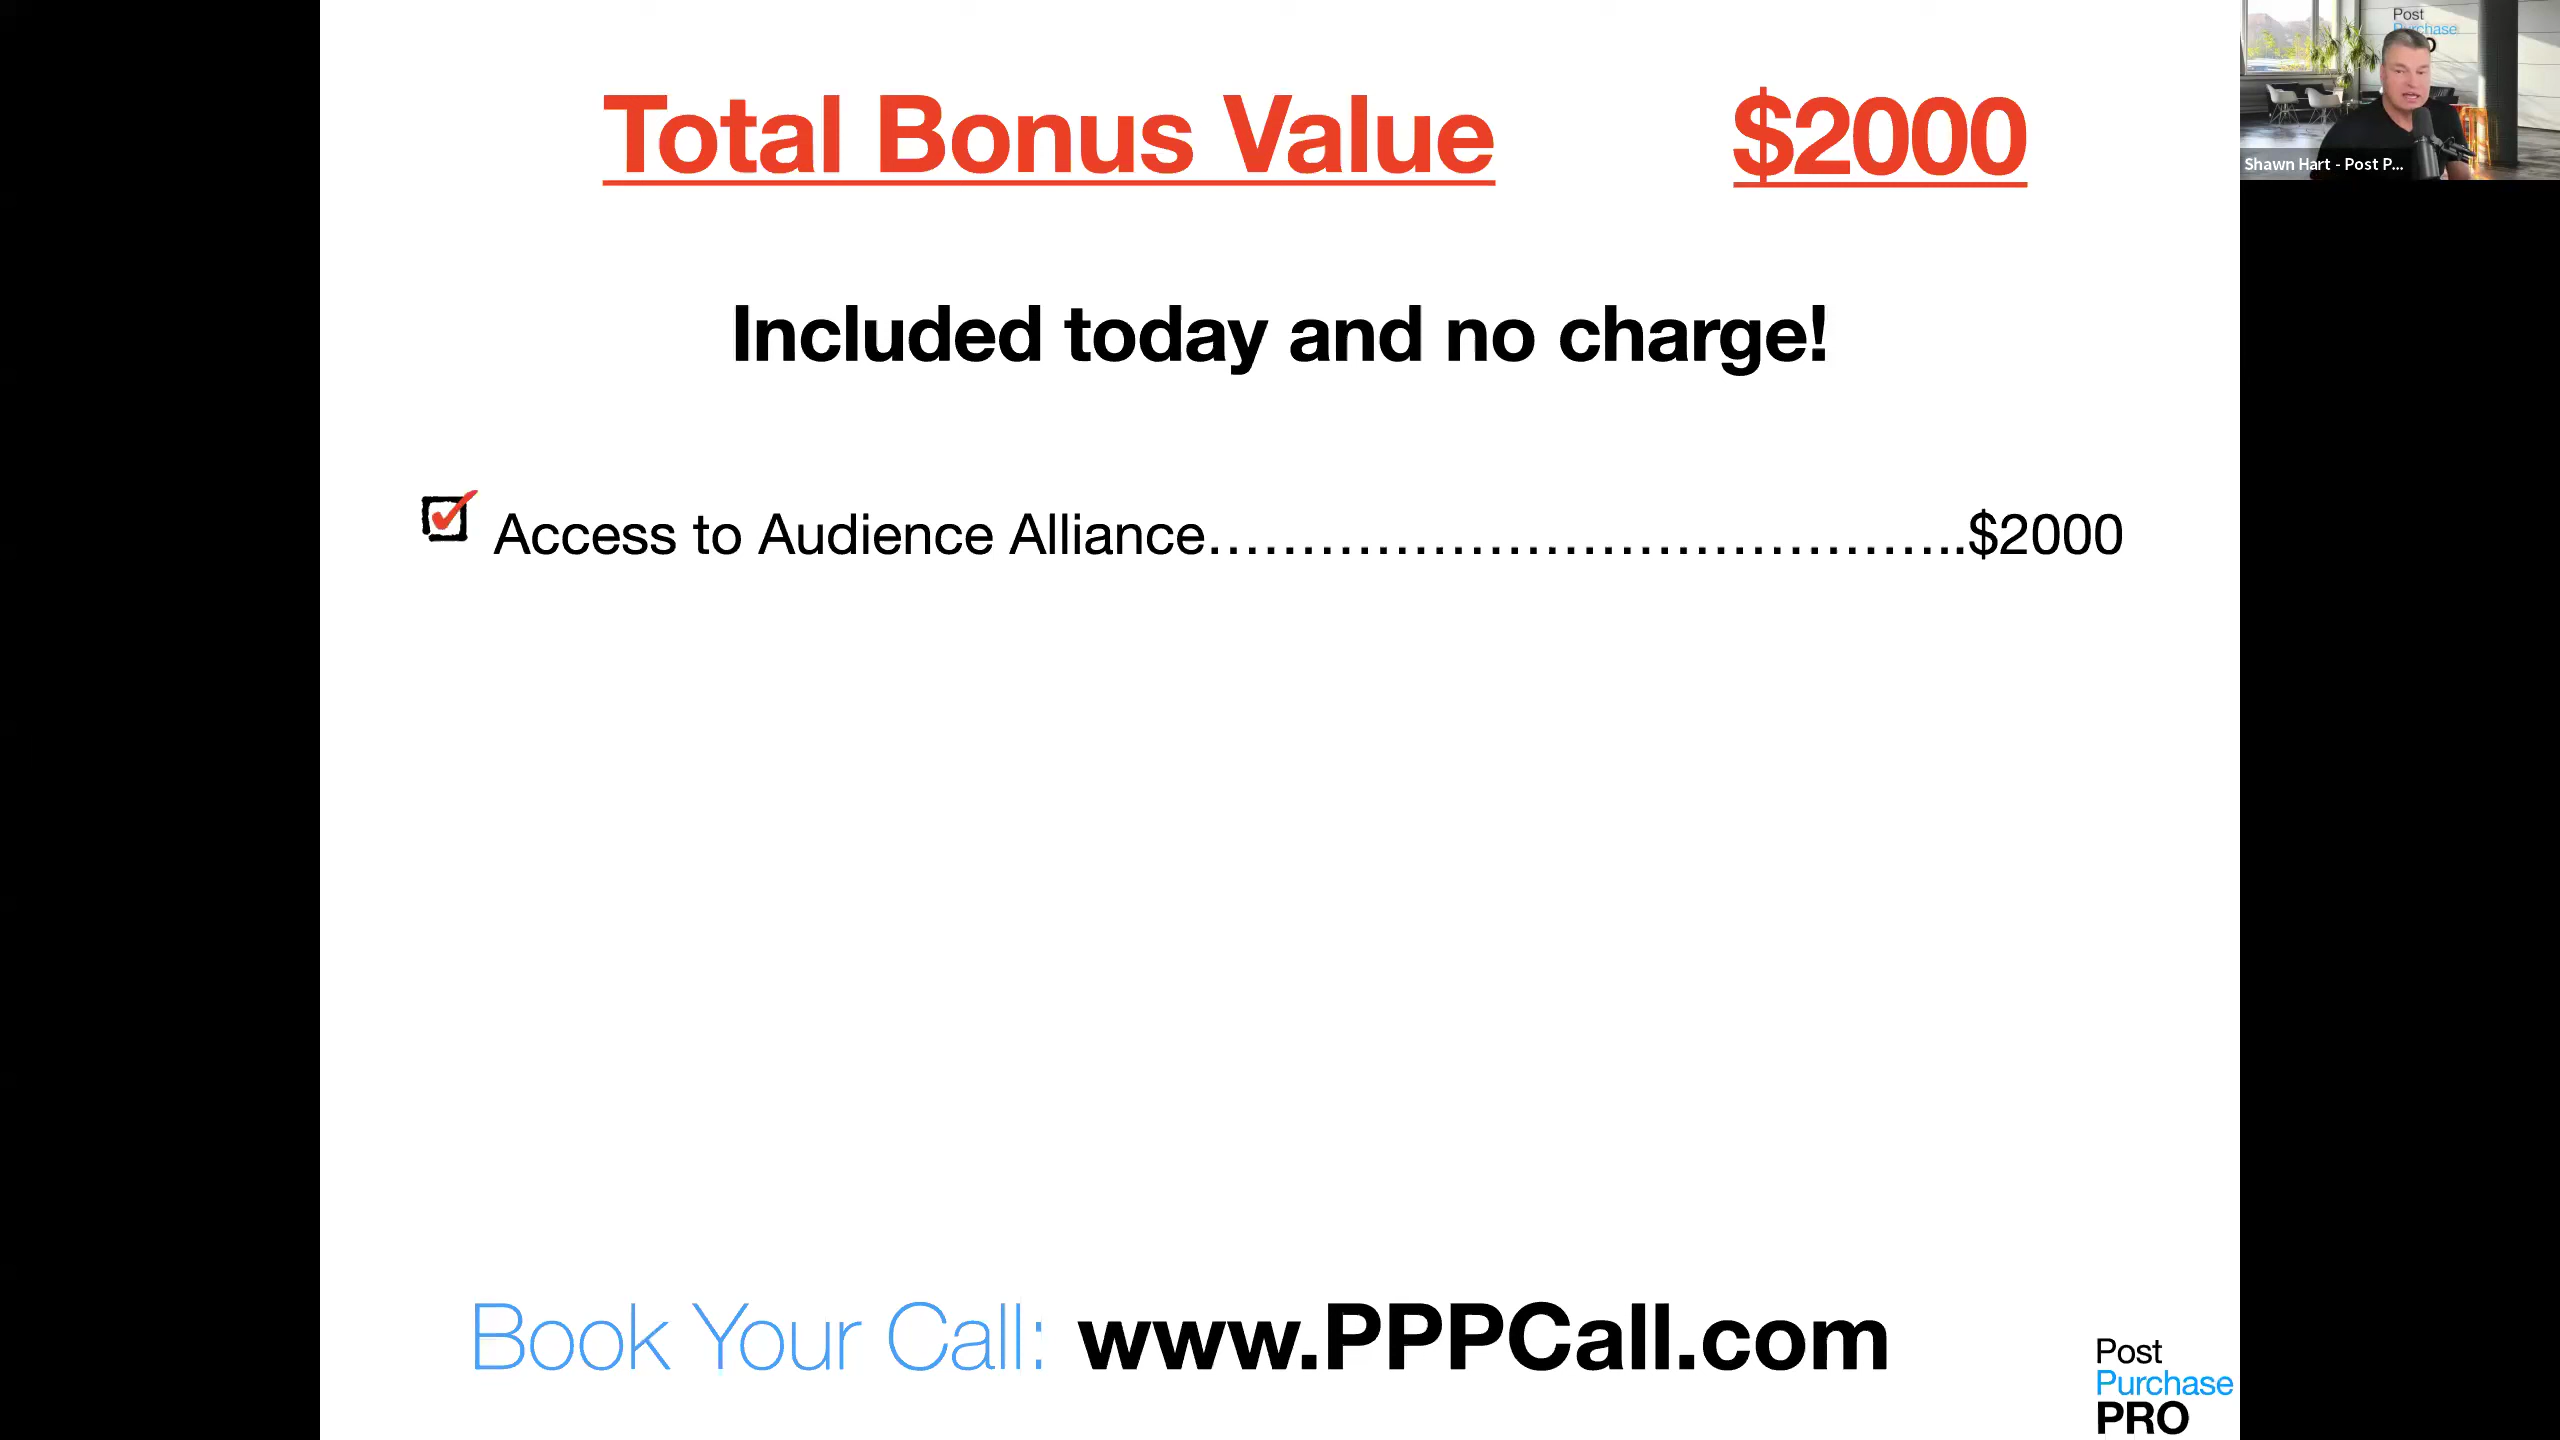 Total Bonus Value $2000
Included today and no charge!
Access to Audience Alliance……………………………………..$2000
Book Your Call: www.PPPCall.com
Post
Purchase
PRO
Post
Purchase
Shawn Hart - Post P...